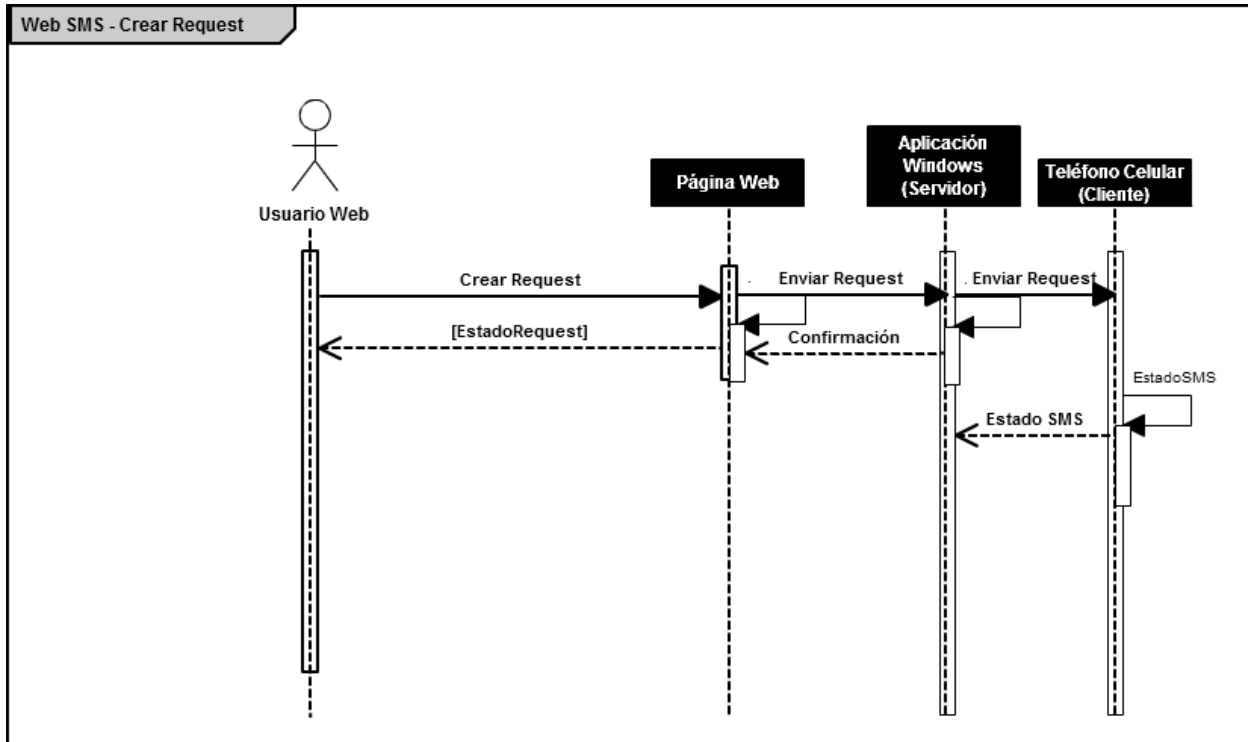 Web SMS - Crear Request
Usuario Web
Página Web
Aplicación
Windows
(Servidor)
Teléfono Celular
(Cliente)
Crear Request
. Enviar Request
. Enviar Request
[EstadoRequest]
Confirmación
EstadoSMS
Estado SMS